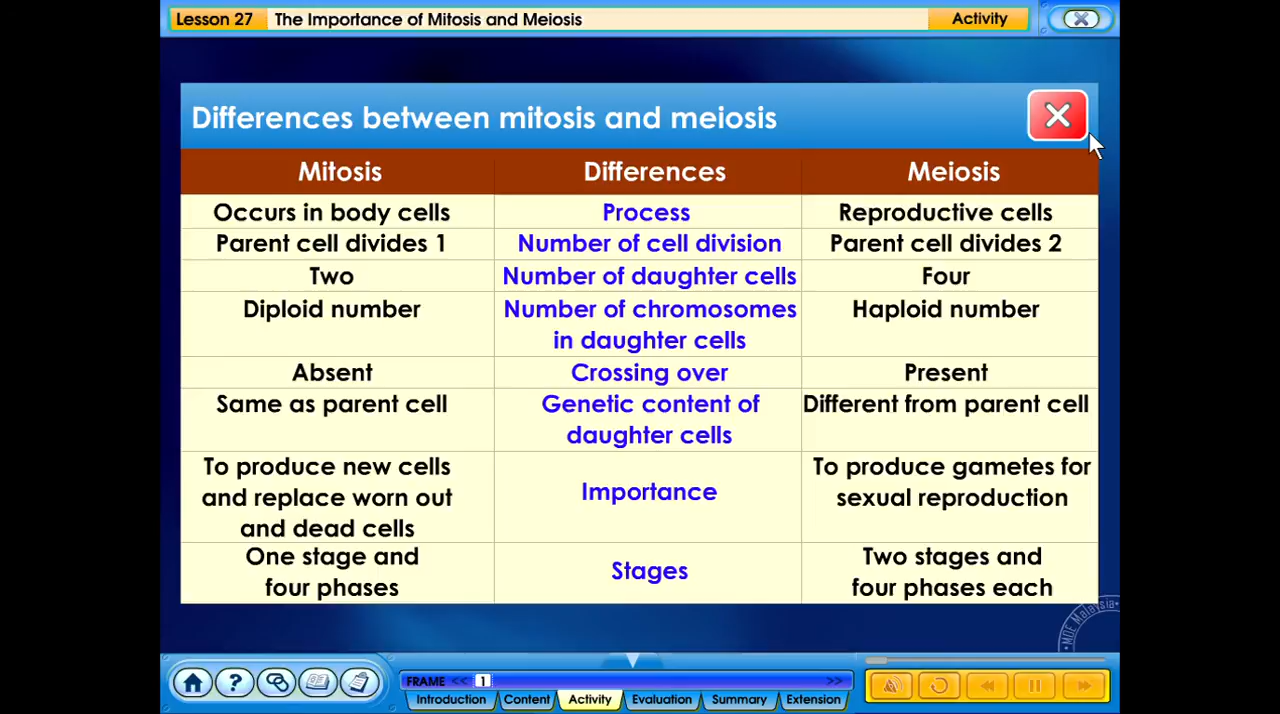 Lesson 27 The Importance of Mitosis and Meiosis Activity
Differences between mitosis and meiosis
Mitosis Differences Meiosis
Occurs in body cells Process Reproductive cells
Parent cell divides 1 Number of cell division Parent cell divides 2
Two Number of daughter cells Four
Diploid number Number of chromosomes Haploid number
in daughter cells
Absent Crossing over Present
Same as parent cell Genetic content of Different from parent cell
daughter cells
To produce new cells To produce gametes for
and replace worn out Importance sexual reproduction
and dead cells
One stage and Two stages and
Stages
four phases four phases each
MOE Malaysia
FRAME << 1 >>
Introduction Content Activity Evaluation Summary Extension